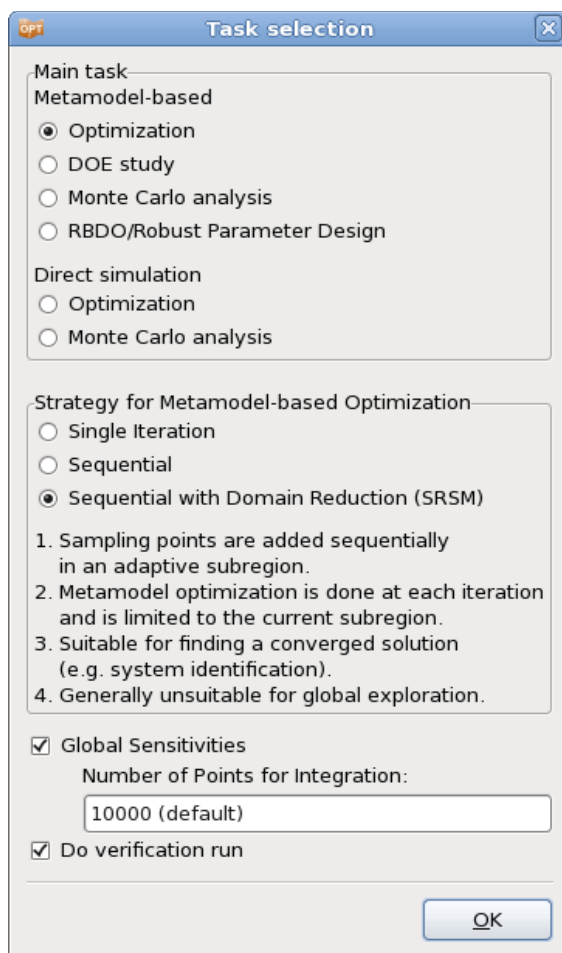 OPT
Task selection
Main task
Metamodel-based
Optimization
DOE study
Monte Carlo analysis
RBDO/Robust Parameter Design
Direct simulation
Optimization
Monte Carlo analysis
Strategy for Metamodel-based Optimization
Single Iteration
Sequential
Sequential with Domain Reduction (SRSM)
1. Sampling points are added sequentially
in an adaptive subregion.
2. Metamodel optimization is done at each iteration
and is limited to the current subregion.
3. Suitable for finding a converged solution
(e.g. system identification).
4. Generally unsuitable for global exploration.
Global Sensitivities
Number of Points for Integration:
10000 (default)
Do verification run
OK